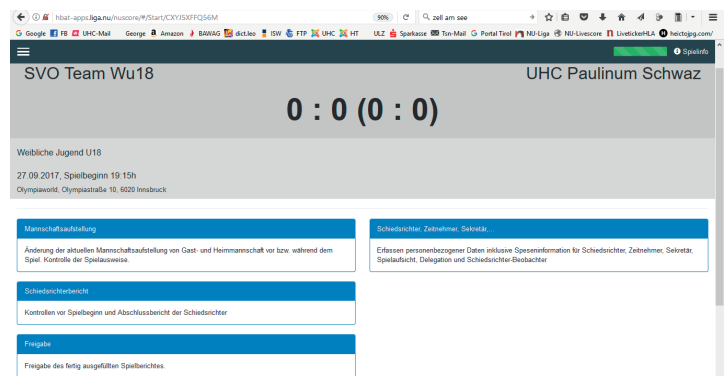 hbat-apps.liga.nu/nuscore/#/Start/CXYJ5XFFQ56M 90% zell am see
Google FB UHC-Mail George Amazon BAWAG dict.leo ISW FTP UHC HT ULZ Sparkasse Tsn-Mail Portal Tirol NU-Liga NU-Livescore LivetickerHLA heictojpg.com/
Spielinfo
SVO Team Wu18 UHC Paulinum Schwaz
0 : 0 (0 : 0)
Weibliche Jugend U18
27.09.2017, Spielbeginn 19:15h
Olympiaworld, Olympiastraße 10, 6020 Innsbruck
Mannschaftsaufstellung
Änderung der aktuellen Mannschaftsaufstellung von Gast- und Heimmannschaft vor bzw. während dem
Spiel. Kontrolle der Spielausweise.
Schiedsrichter, Zeitnehmer, Sekretär,...
Erfassen personenbezogener Daten inklusive Speseninformation für Schiedsrichter, Zeitnehmer, Sekretär,
Spielaufsicht, Delegation und Schiedsrichter-Beobachter
Schiedsrichterbericht
Kontrollen vor Spielbeginn und Abschlussbericht der Schiedsrichter
Freigabe
Freigabe des fertig ausgefüllten Spielberichtes.